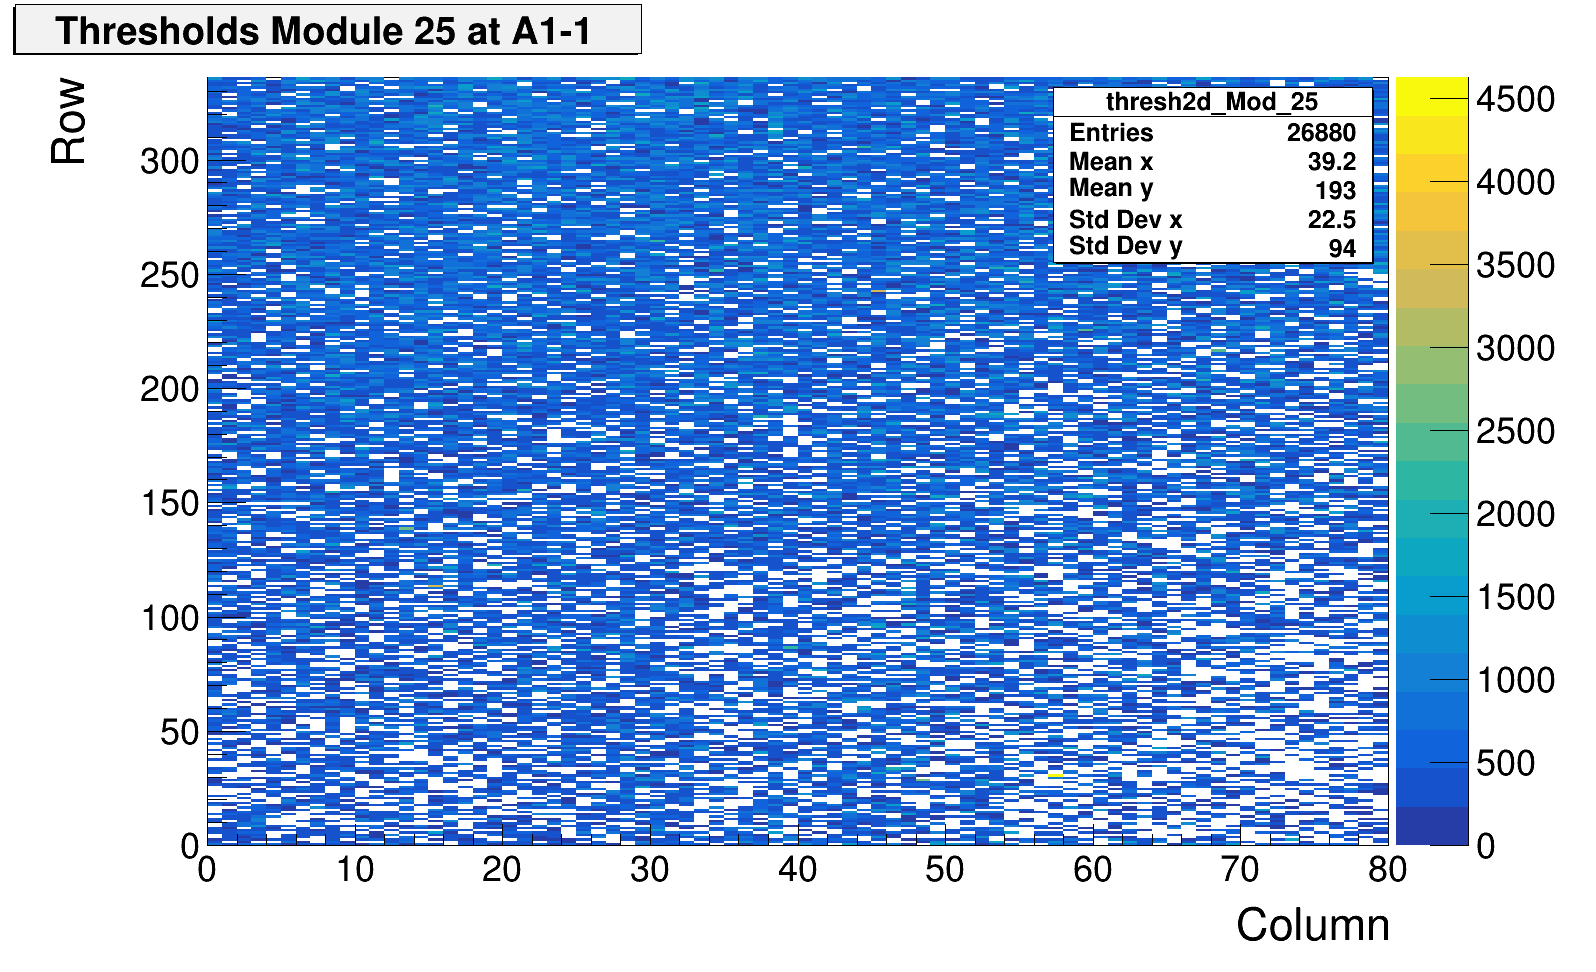 Thresholds Module 25 at A1-1
Row
thresh2d_Mod_25
Entries 26880
Mean x 39.2
Mean y 193
Std Dev x 22.5
Std Dev y 94
300
250
200
150
100
50
0
0 10 20 30 40 50 60 70 80
Column
4500
4000
3500
3000
2500
2000
1500
1000
500
0